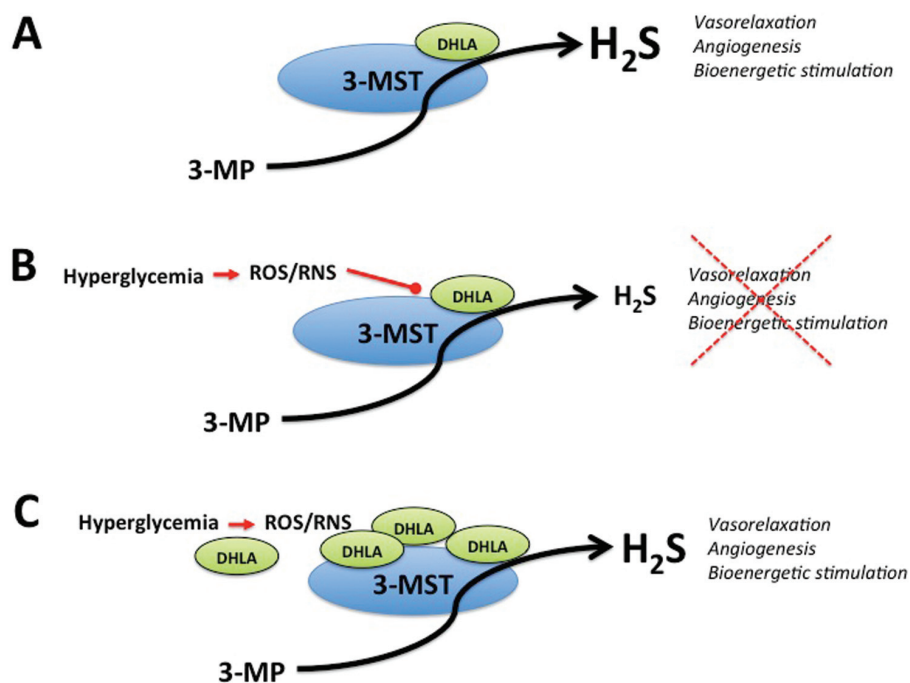 A
DHLA
3-MST
3-MP
H2S
Vasorelaxation
Angiogenesis
Bioenergetic stimulation
B
Hyperglycemia
ROS/RNS
DHLA
3-MST
3-MP
H2S
Vasorelaxation
Angiogenesis
Bioenergetic stimulation
C
Hyperglycemia
ROS/RNS
DHLA
DHLA
DHLA
DHLA
3-MST
3-MP
H2S
Vasorelaxation
Angiogenesis
Bioenergetic stimulation